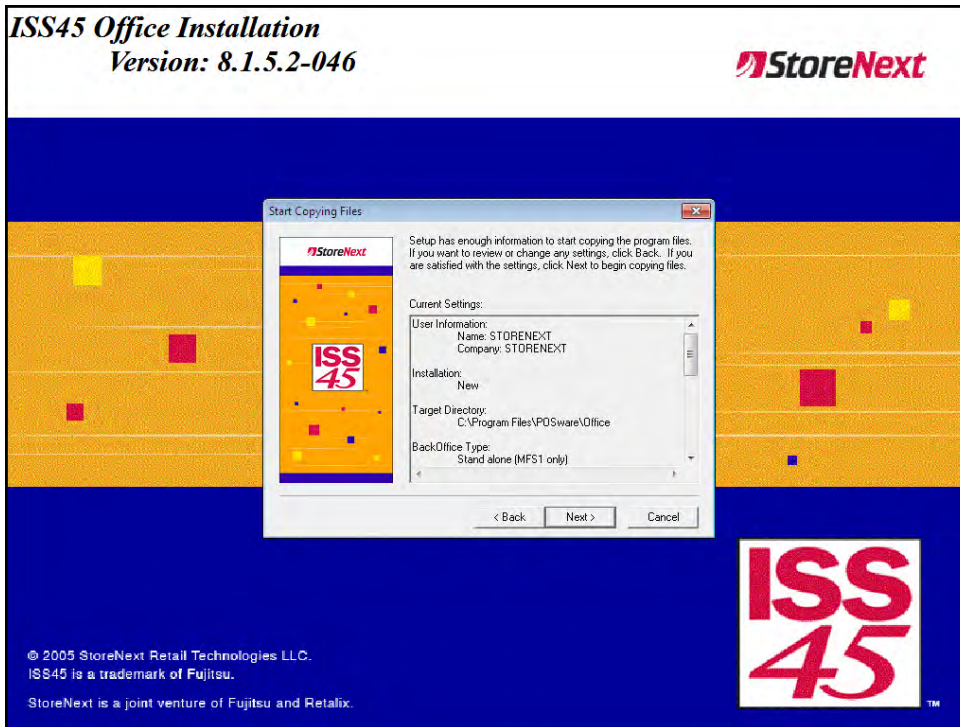 ISS45 Office Installation
Version: 8.1.5.2-046
StoreNext
Start Copying Files
StoreNext
ISS
45
Setup has enough information to start copying the program files.
If you want to review or change any settings, click Back. If you
are satisfied with the settings, click Next to begin copying files.
Current Settings:
User Information:
Name: STORENEXT
Company: STORENEXT
Installation:
New
Target Directory:
C:\Program Files\POSware\Office
BackOffice Type:
Stand alone (MFS1 only)
< Back
Next >
Cancel
ISS
45
TM
© 2005 StoreNext Retail Technologies LLC.
ISS45 is a trademark of Fujitsu.
StoreNext is a joint venture of Fujitsu and Retalix.